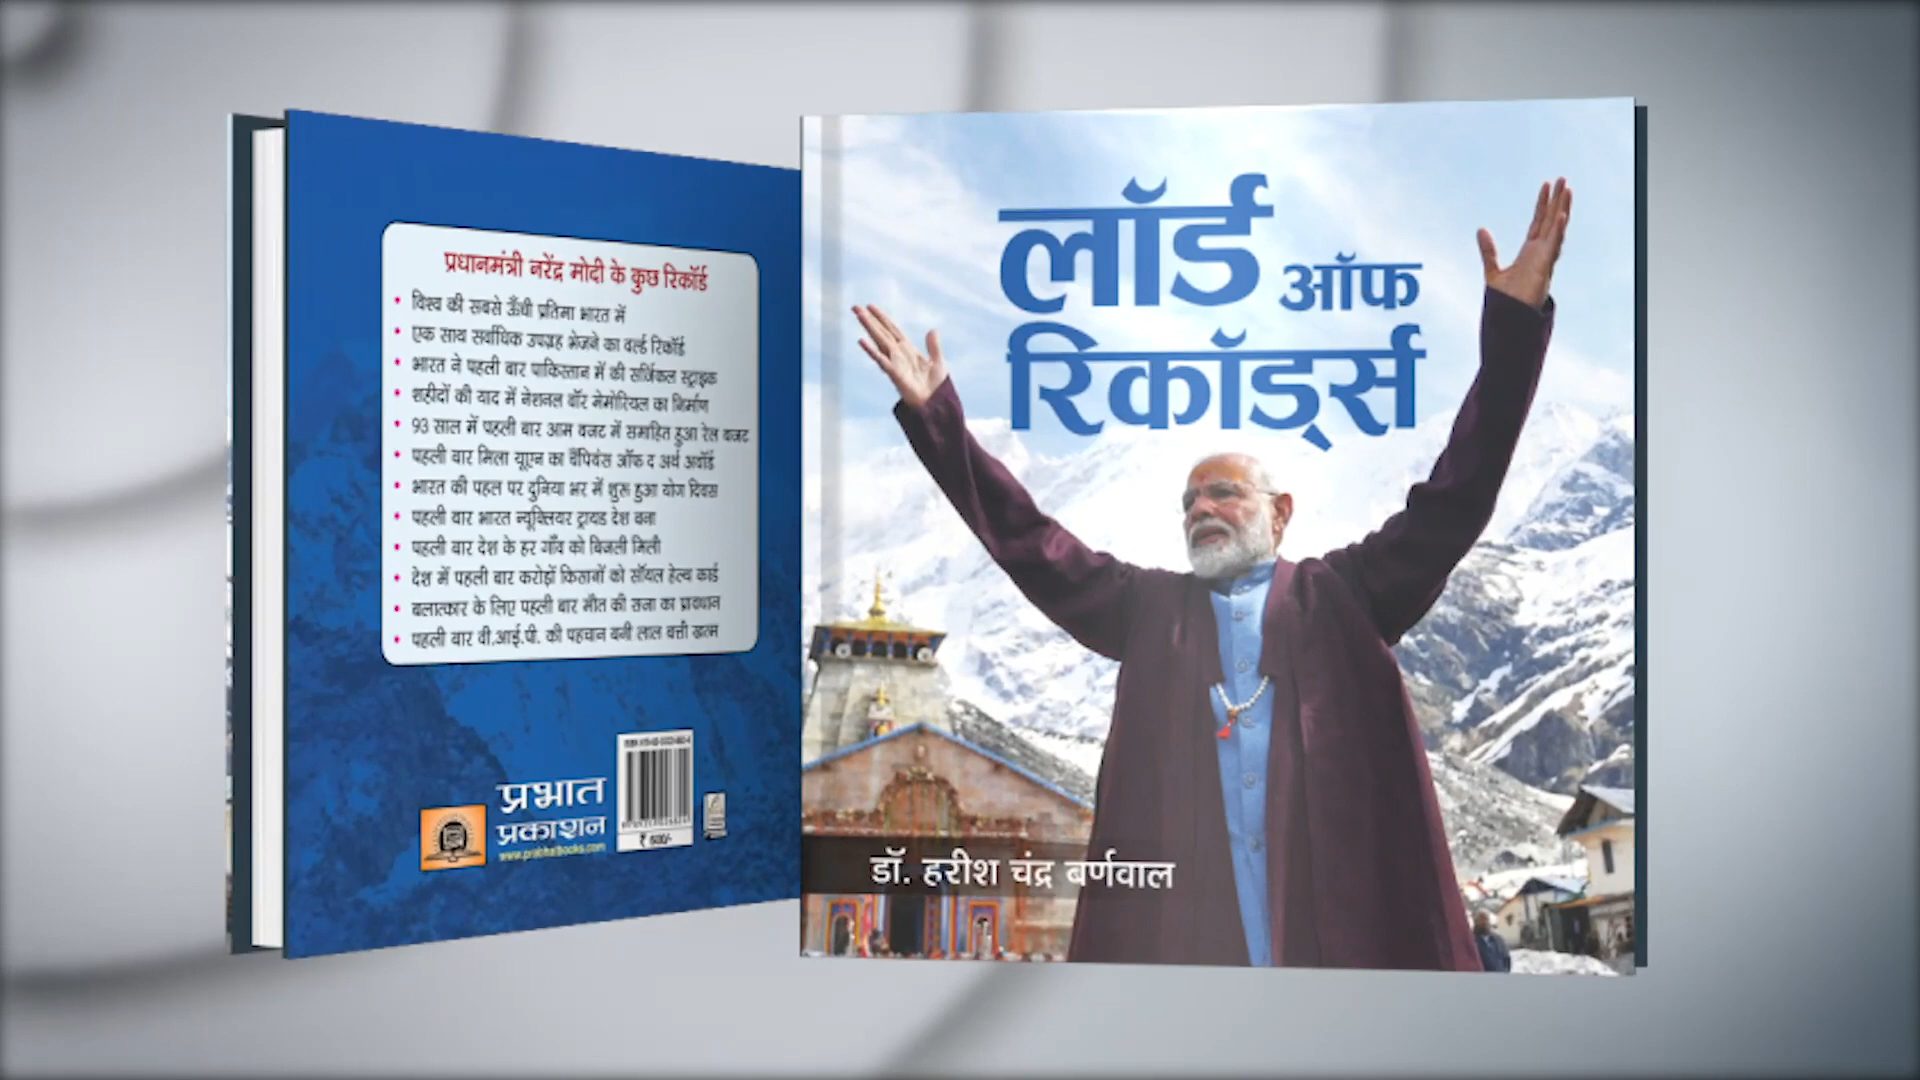 प्रधानमंत्री नरेंद्र मोदी के कुछ रिकॉर्ड
विश्व की सबसे ऊँची प्रतिमा भारत में
एक साथ सर्वाधिक उपग्रह भेजने का वर्ल्ड रिकॉर्ड
भारत ने पहली बार पाकिस्तान में की सर्जिकल स्ट्राइक
शहीदों की याद में नेशनल वॉर मेमोरियल का निर्माण
93 साल में पहली बार आम बजट में समाहित हुआ रेल बजट
पहली बार मिला यूएन का चैंपियंस ऑफ द अर्थ अवॉर्ड
भारत की पहल पर दुनिया भर में शुरू हुआ योग दिवस
पहली बार भारत न्यूक्लियर ट्रायड देश बना
पहली बार देश के हर गाँव को बिजली मिली
देश में पहली बार करोड़ों किसानों को सॉयल हेल्थ कार्ड
बलात्कार के लिए पहली बार मौत की सजा का प्रावधान
पहली बार वी.आई.पी. की पहचान बनी लाल बत्ती खत्म
प्रभात
प्रकाशन
www.prabhatbooks.com
₹ 600/-
लॉर्ड ऑफ
रिकॉर्ड्स
डॉ. हरीश चंद्र बर्णवाल